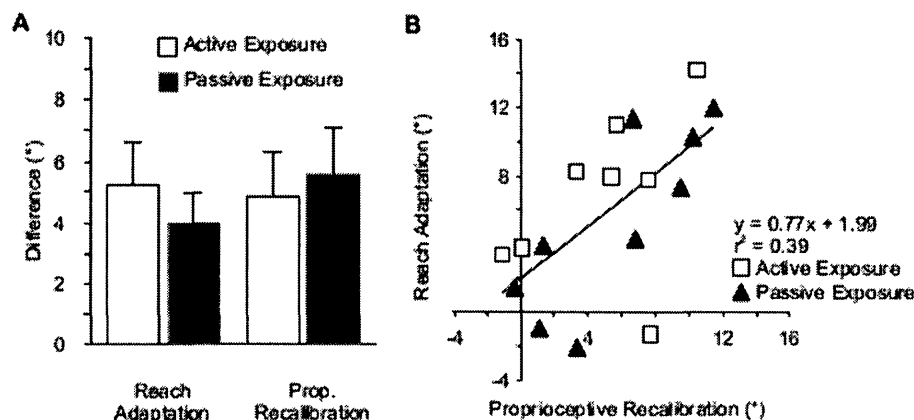 A
10
8
6
4
2
0
Difference (°)
Active Exposure
Passive Exposure
Reach
Adaptation
Prop.
Recalibration
B
16
12
8
-4
-4
4
8
12
16
Reach Adaptation (°)
y = 0.77x + 1.99
r² = 0.39
Active Exposure
Passive Exposure
Proprioceptive Recalibration (°)